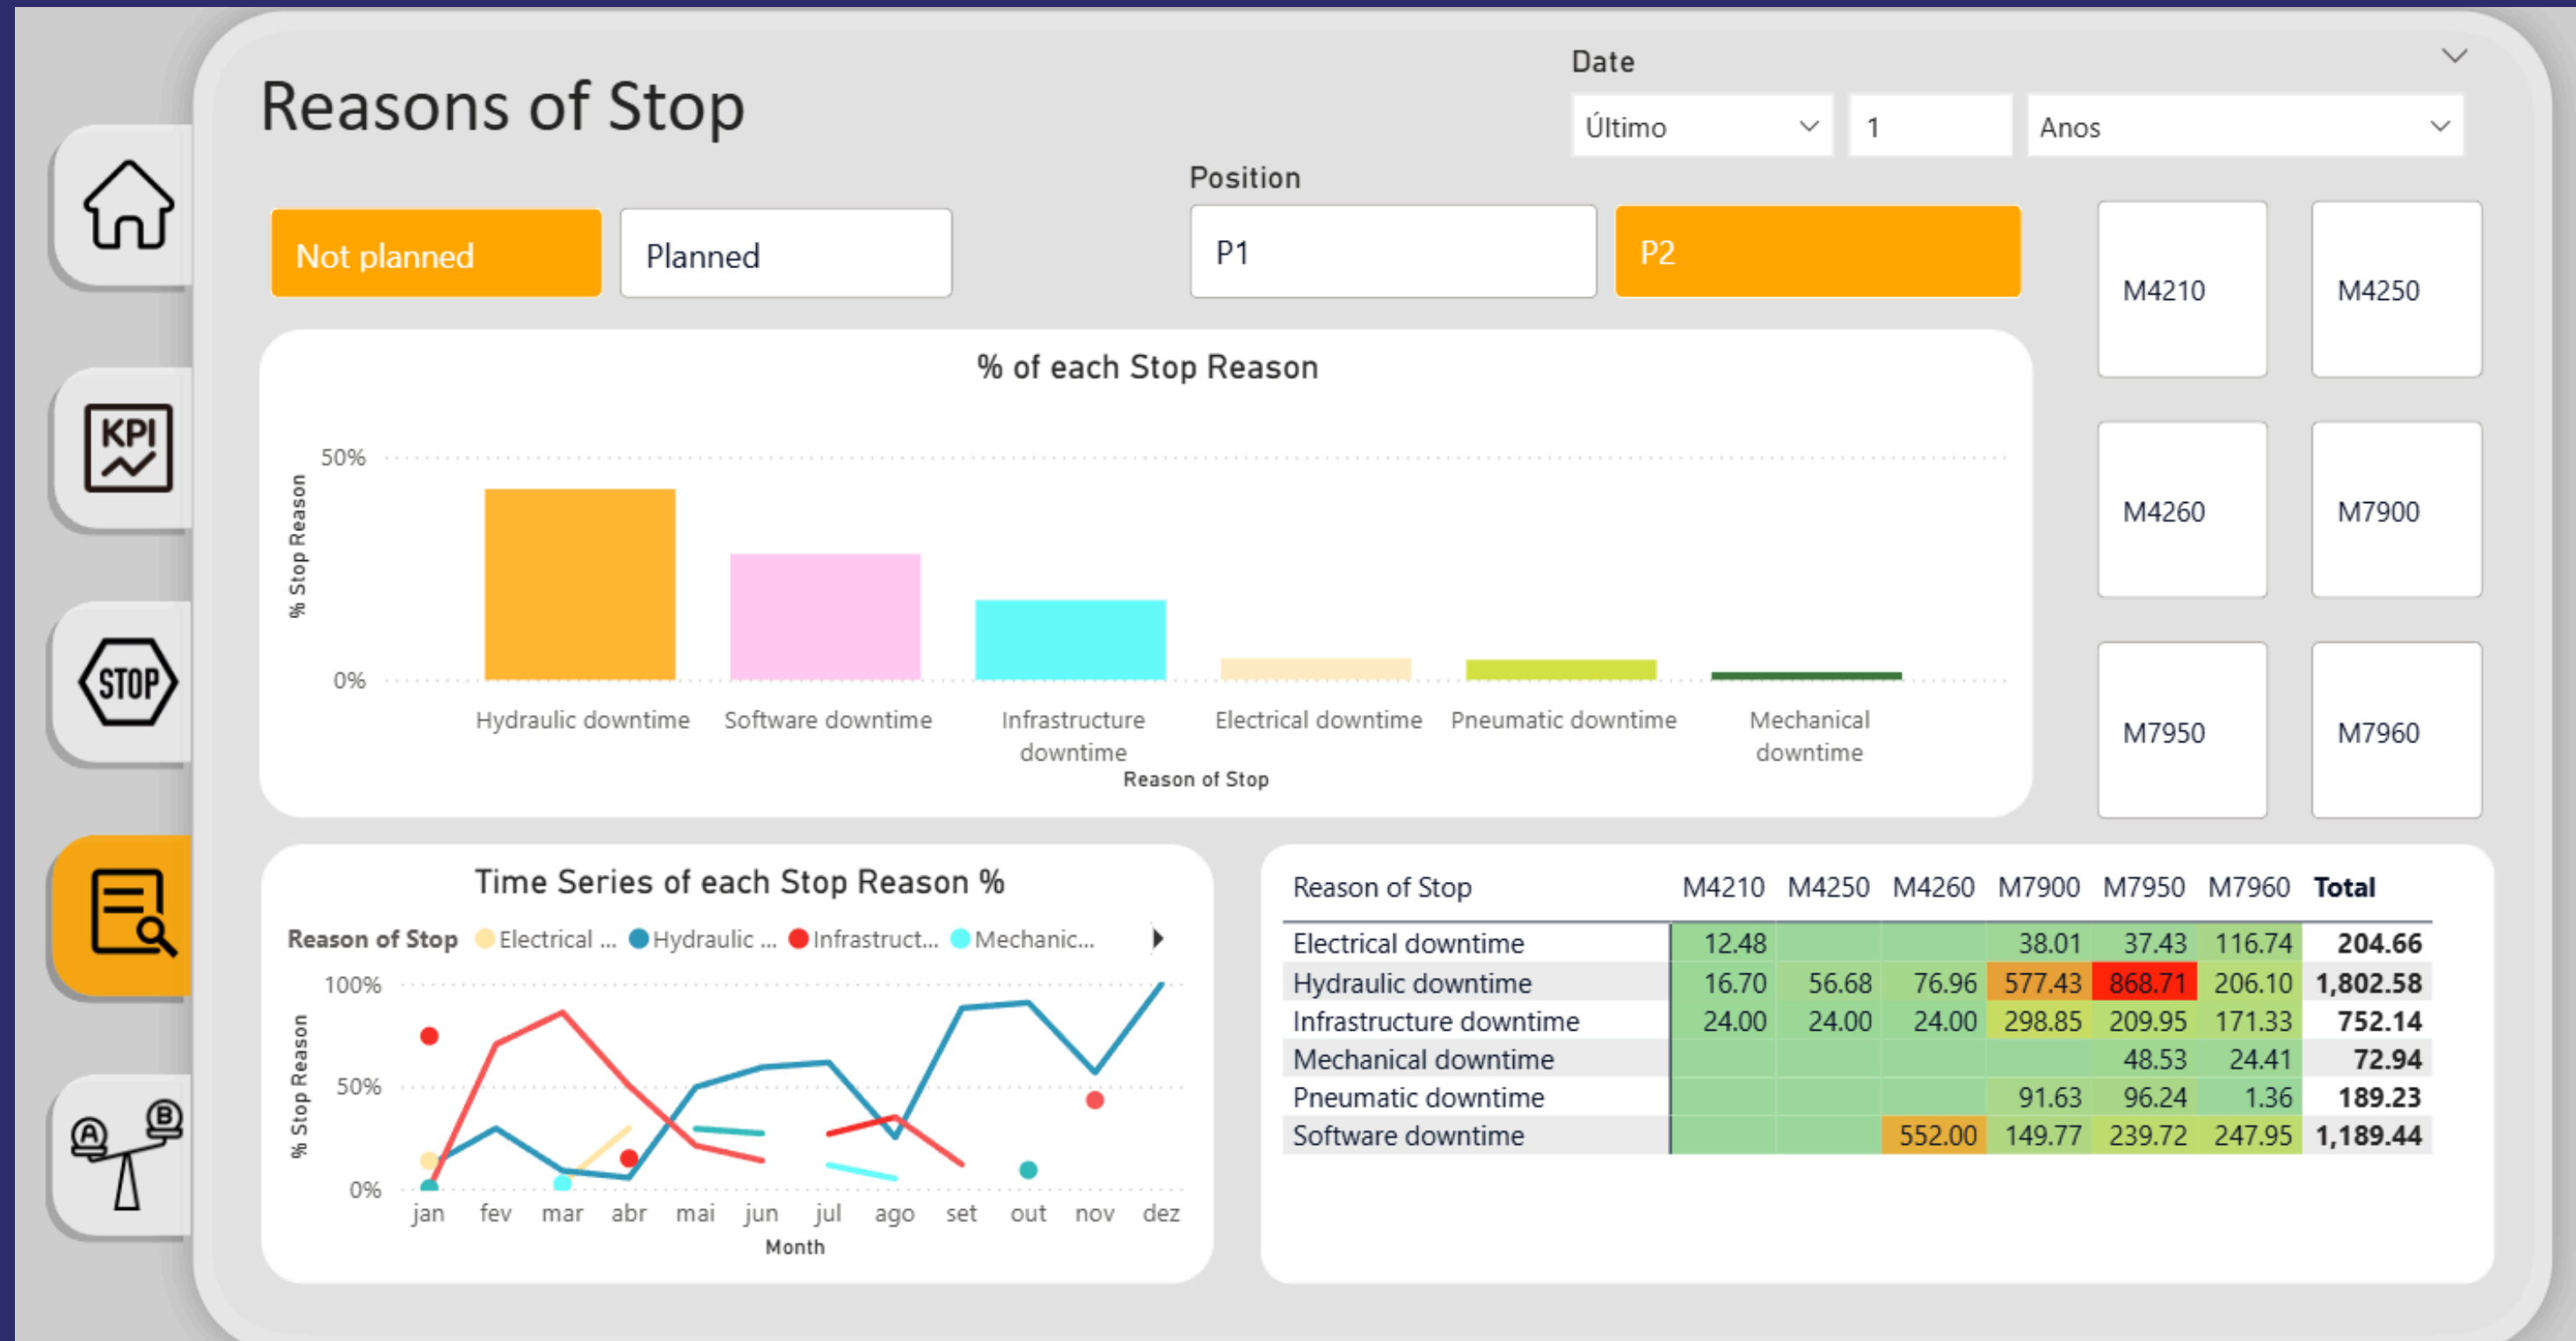 Reasons of Stop
Date
Último 1 Anos
Position
Not planned Planned P1 P2
M4210 M4250
M4260 M7900
M7950 M7960
KPI
STOP
A B
% of each Stop Reason
% Stop Reason
50%
0%
Hydraulic downtime Software downtime Infrastructure downtime Electrical downtime Pneumatic downtime Mechanical downtime
Reason of Stop
Time Series of each Stop Reason %
Reason of Stop Electrical ... Hydraulic ... Infrastruct... Mechanic...
% Stop Reason
100%
50%
0%
jan fev mar abr mai jun jul ago set out nov dez
Month
Reason of Stop M4210 M4250 M4260 M7900 M7950 M7960 Total
Electrical downtime 12.48 38.01 37.43 116.74 204.66
Hydraulic downtime 16.70 56.68 76.96 577.43 868.71 206.10 1,802.58
Infrastructure downtime 24.00 24.00 24.00 298.85 209.95 171.33 752.14
Mechanical downtime 48.53 24.41 72.94
Pneumatic downtime 91.63 96.24 1.36 189.23
Software downtime 552.00 149.77 239.72 247.95 1,189.44